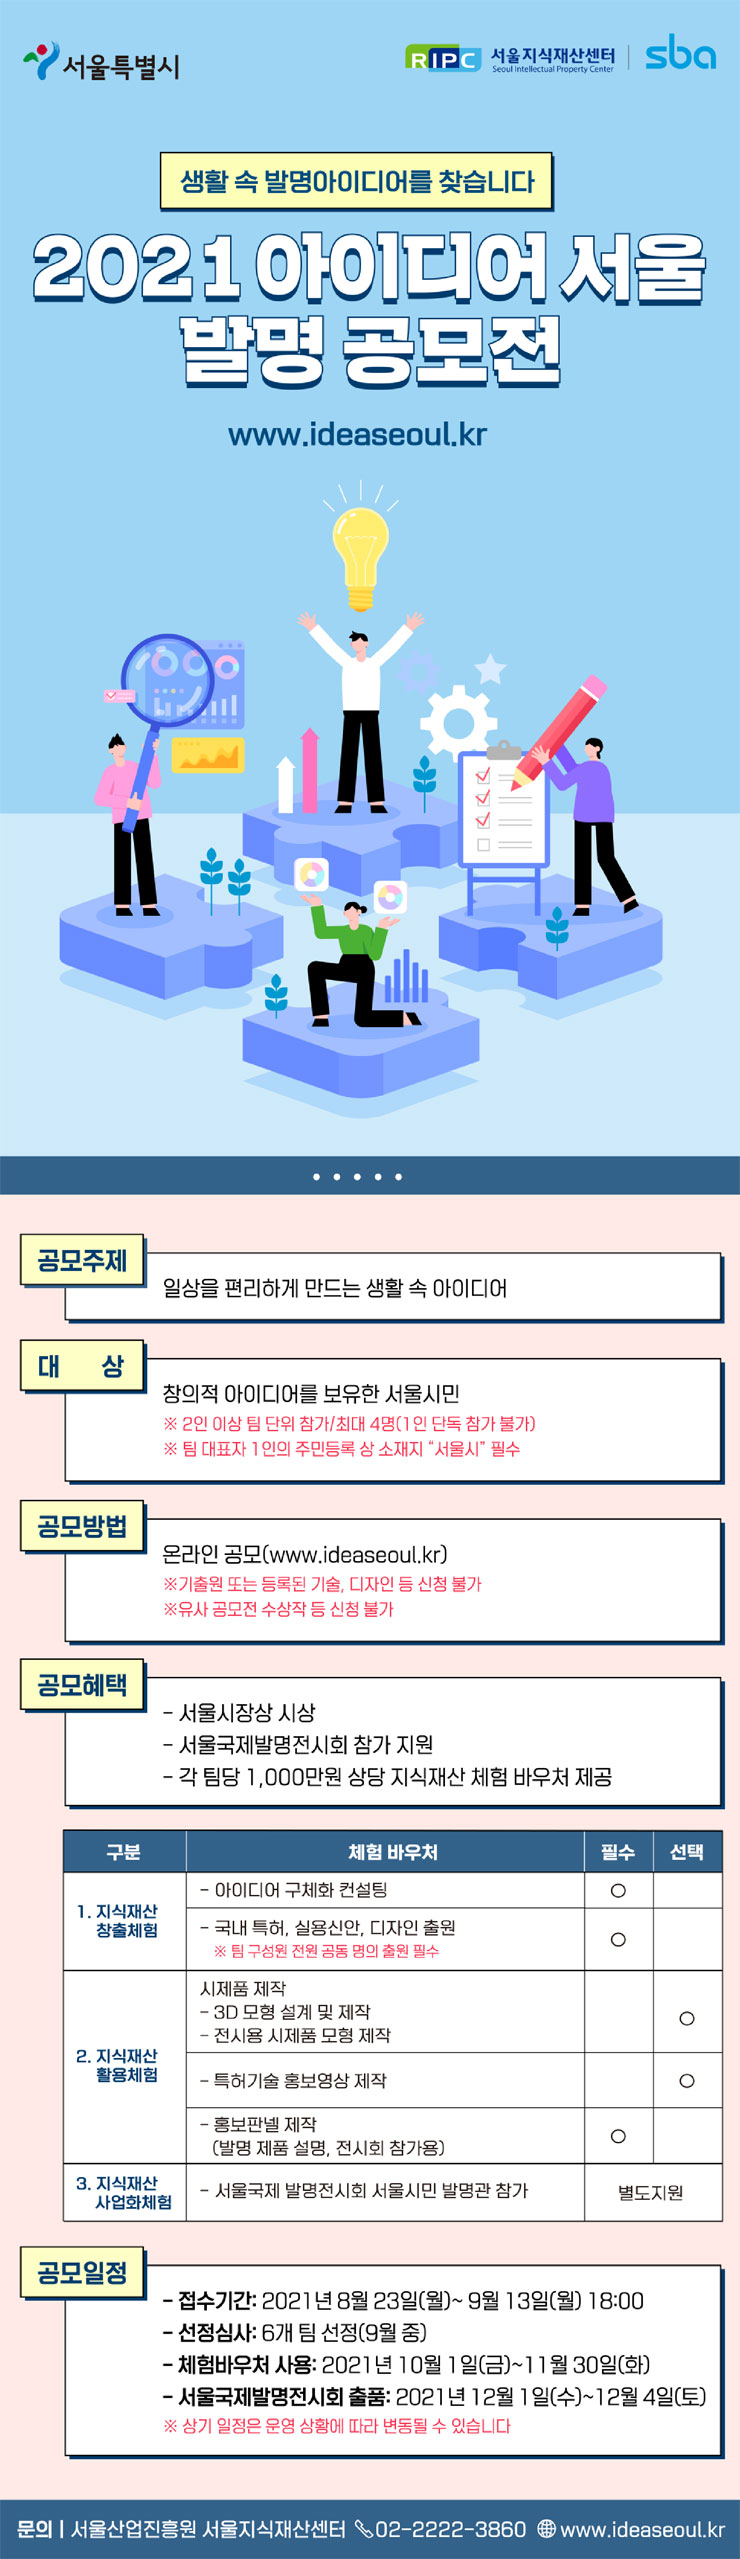 서울특별시
RIPC 서울지식재산센터 sba
Seoul Intellectual Property Center
생활 속 발명아이디어를 찾습니다
2021 아이디어 서울
발명 공모전
www.ideaseoul.kr
공모주제
일상을 편리하게 만드는 생활 속 아이디어
대 상
창의적 아이디어를 보유한 서울시민
※ 2인 이상 팀 단위 참가/최대 4명(1인 단독 참가 불가)
※ 팀 대표자 1인의 주민등록 상 소재지 “서울시” 필수
공모방법
온라인 공모(www.ideaseoul.kr)
※기출원 또는 등록된 기술, 디자인 등 신청 불가
※유사 공모전 수상작 등 신청 불가
공모혜택
- 서울시장상 시상
- 서울국제발명전시회 참가 지원
- 각 팀당 1,000만원 상당 지식재산 체험 바우처 제공
구분 체험 바우처 필수 선택
1. 지식재산
창출체험
- 아이디어 구체화 컨설팅 ○
- 국내 특허, 실용신안, 디자인 출원 ○
※ 팀 구성원 전원 공동 명의 출원 필수
2. 지식재산
활용체험
시제품 제작
- 3D 모형 설계 및 제작 ○
- 전시용 시제품 모형 제작
- 특허기술 홍보영상 제작 ○
- 홍보판넬 제작 ○
(발명 제품 설명, 전시회 참가용)
3. 지식재산
사업화체험
- 서울국제 발명전시회 서울시민 발명관 참가 별도지원
공모일정
- 접수기간: 2021년 8월 23일(월)~ 9월 13일(월) 18:00
- 선정심사: 6개 팀 선정(9월 중)
- 체험바우처 사용: 2021년 10월 1일(금)~11월 30일(화)
- 서울국제발명전시회 출품: 2021년 12월 1일(수)~12월 4일(토)
※ 상기 일정은 운영 상황에 따라 변동될 수 있습니다
문의 | 서울산업진흥원 서울지식재산센터 02-2222-3860 www.ideaseoul.kr